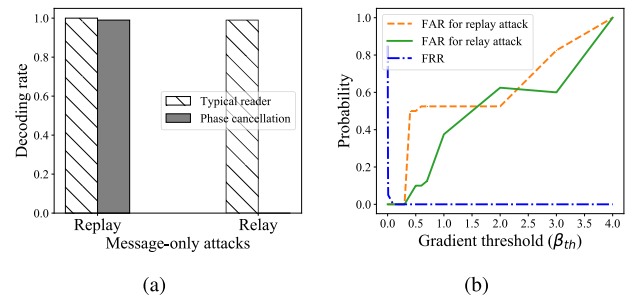 1.0
0.8
0.6
0.4
0.2
0.0
Decoding rate
Typical reader
Phase cancellation
Replay
Relay
Message-only attacks
(a)
1.0
0.8
0.6
0.4
0.2
0.0
Probability
FAR for replay attack
FAR for relay attack
FRR
0.0 0.5 1.0 1.5 2.0 2.5 3.0 3.5 4.0
Gradient threshold (β_th)
(b)